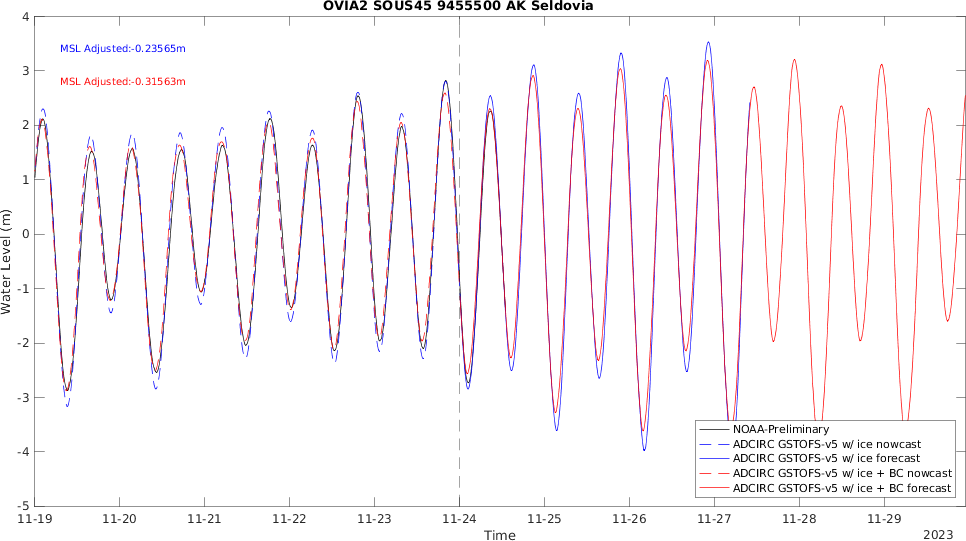 OVIA2 SOUS45 9455500 AK Seldovia
MSL Adjusted:-0.23565m
MSL Adjusted:-0.31563m
Water Level (m)
4
3
2
1
0
-1
-2
-3
-4
-5
NOAA-Preliminary
ADCIRC GSTOFS-v5 w/ ice nowcast
ADCIRC GSTOFS-v5 w/ ice forecast
ADCIRC GSTOFS-v5 w/ ice + BC nowcast
ADCIRC GSTOFS-v5 w/ ice + BC forecast
11-19 11-20 11-21 11-22 11-23 11-24 11-25 11-26 11-27 11-28 11-29
Time
2023